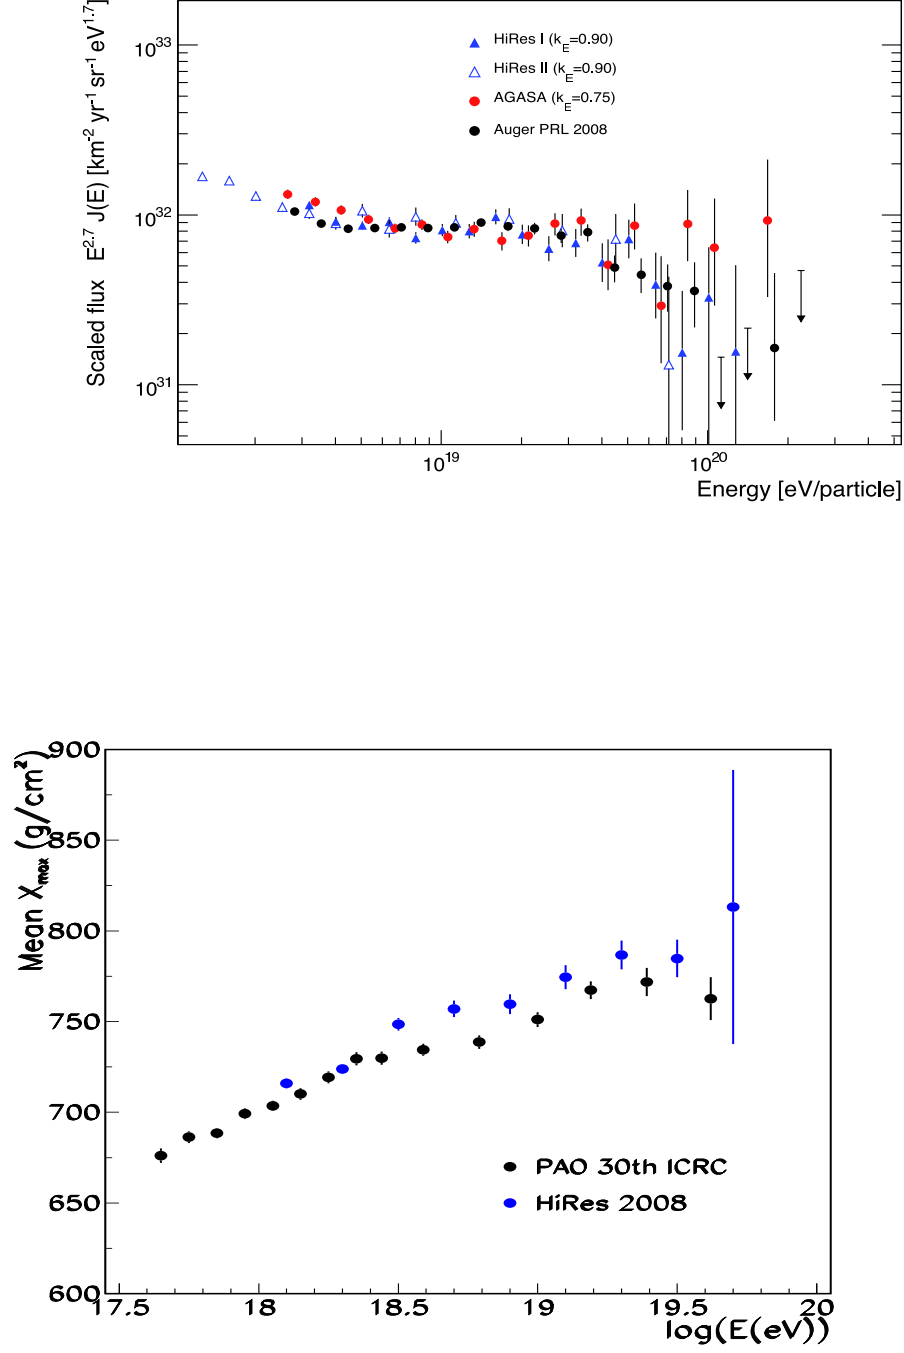 Scaled flux E^2.7 J(E) [km^-2 yr^-1 sr^-1 eV^1.7]
10^33
10^32
10^31
HiRes I (k_E=0.90)
HiRes II (k_E=0.90)
AGASA (k_E=0.75)
Auger PRL 2008
10^19 10^20
Energy [eV/particle]
Mean X_max (g/cm^2)
900
850
800
750
700
650
600
PAO 30th ICRC
HiRes 2008
17.5 18 18.5 19 19.5 20
log(E(eV))